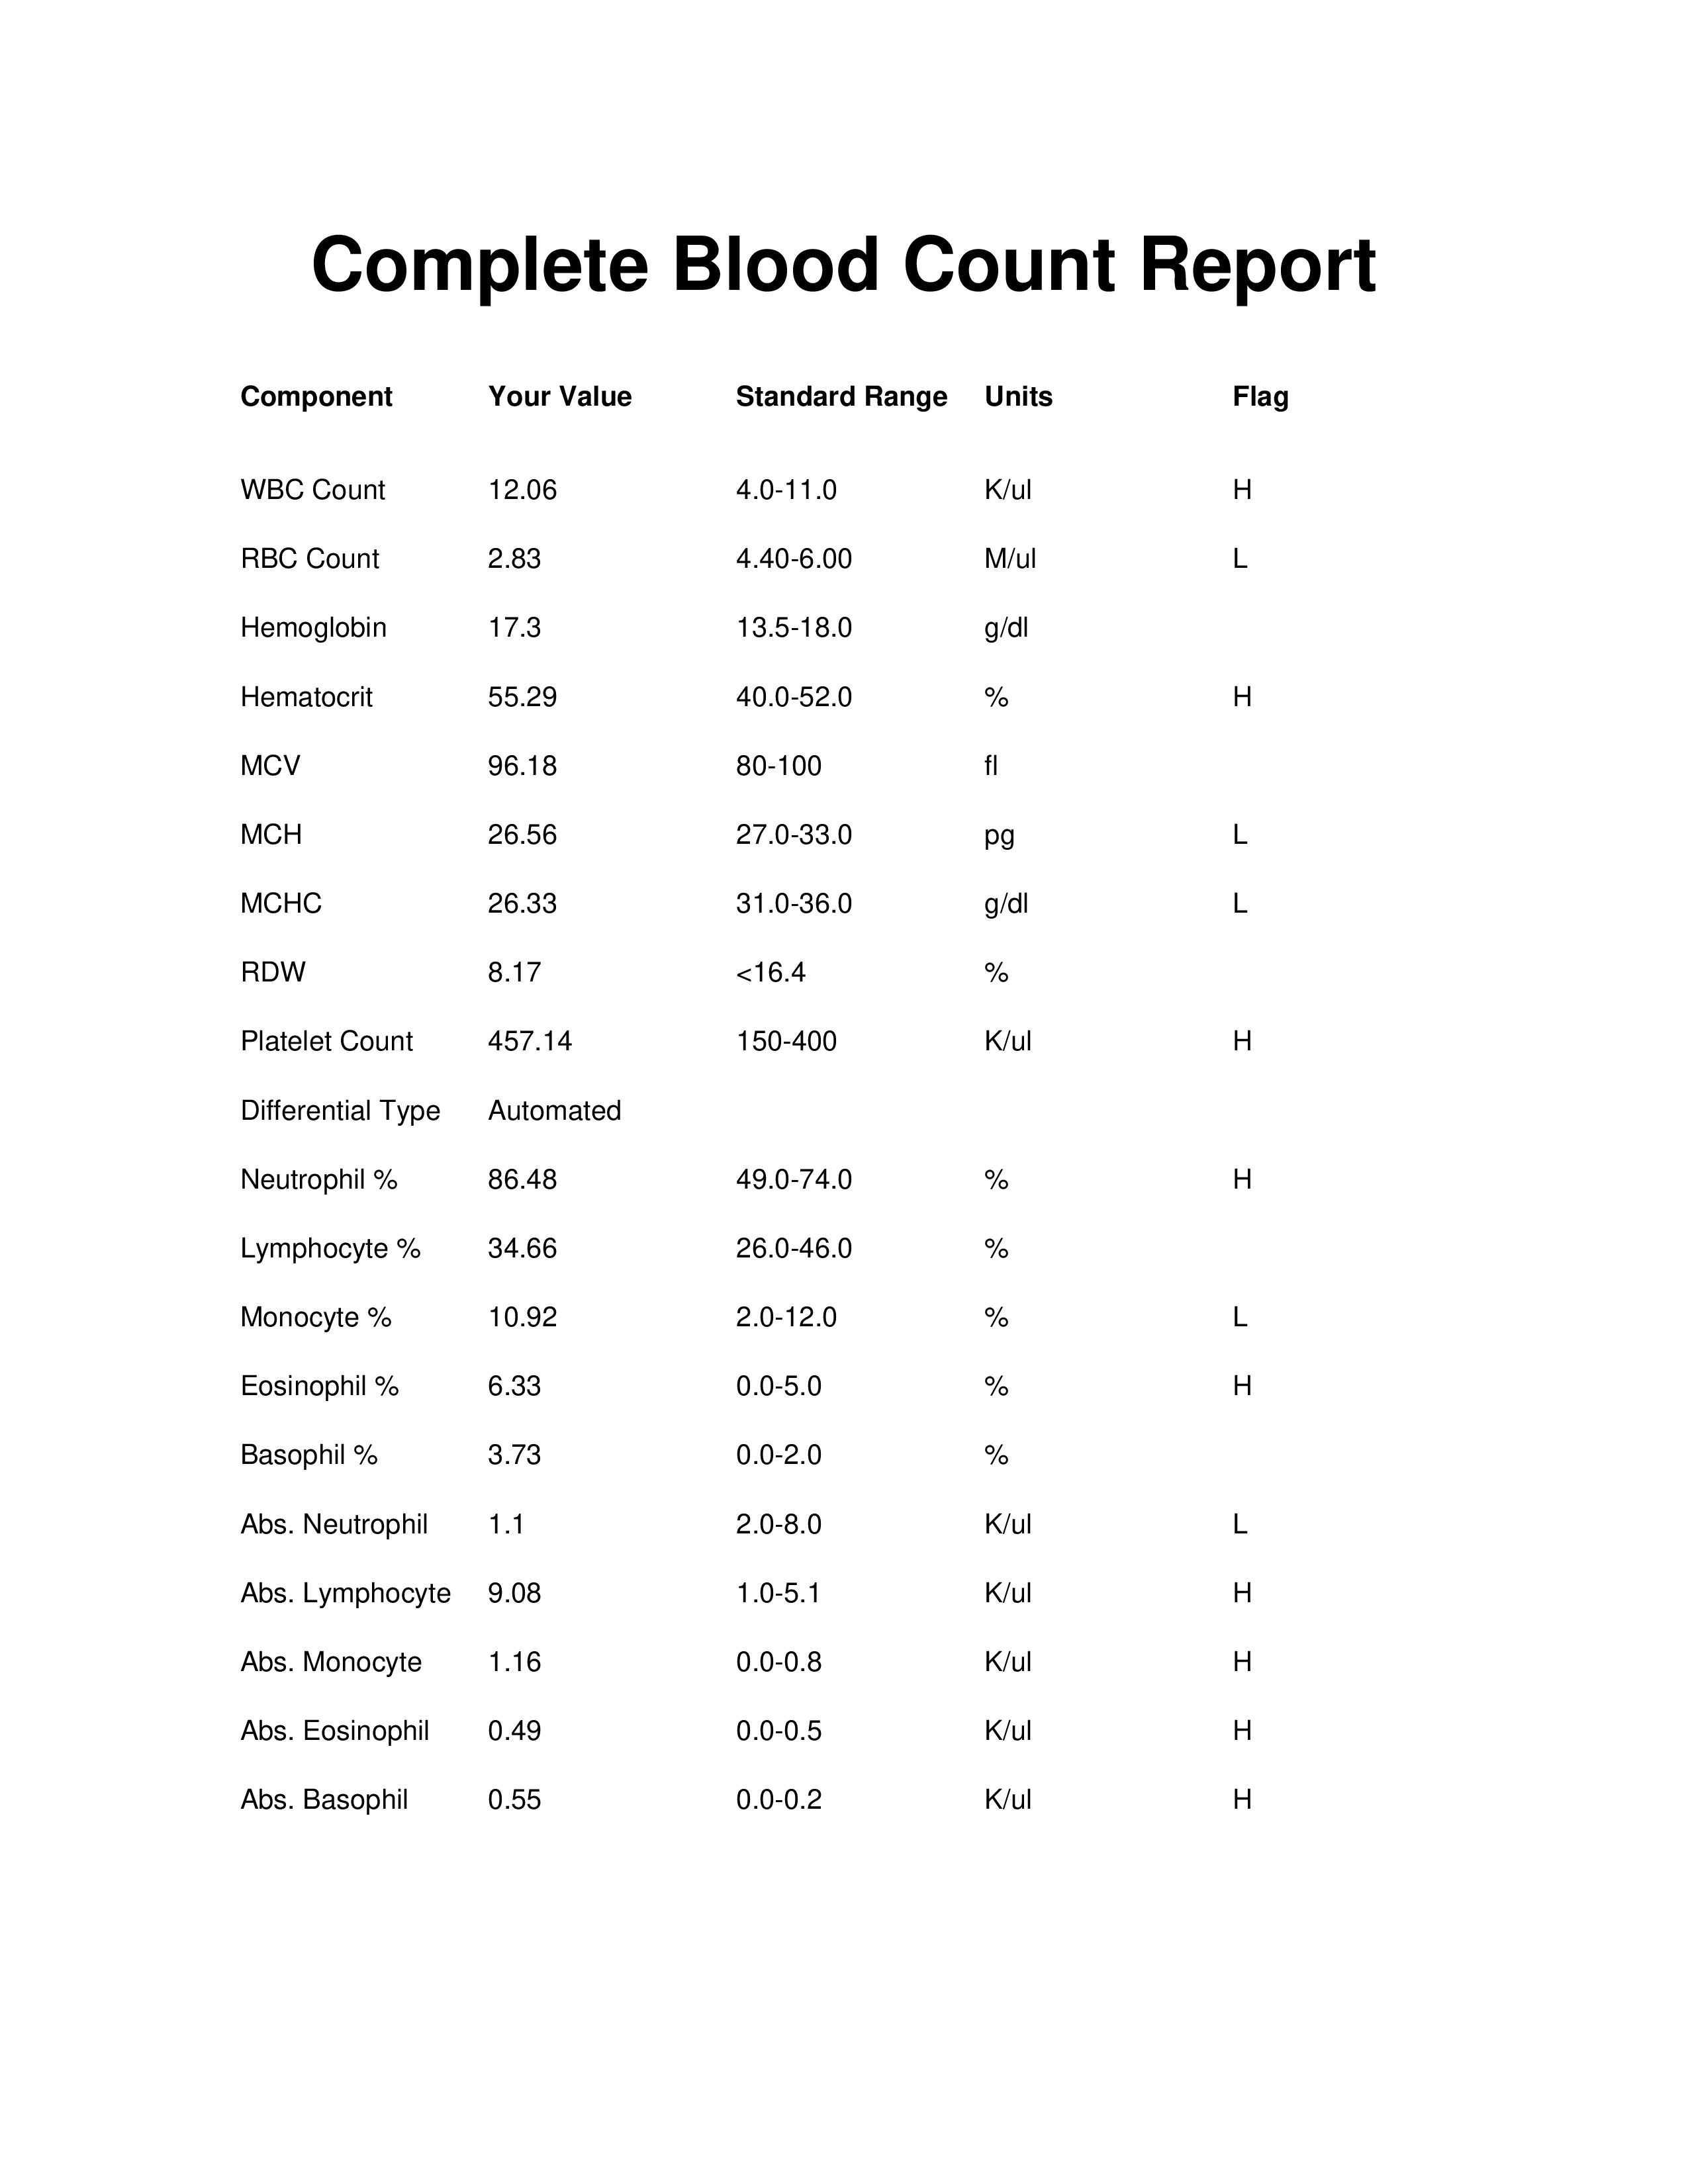 Complete Blood Count Report
Component Your Value Standard Range Units Flag
WBC Count 12.06 4.0-11.0 K/ul H
RBC Count 2.83 4.40-6.00 M/ul L
Hemoglobin 17.3 13.5-18.0 g/dl
Hematocrit 55.29 40.0-52.0 % H
MCV 96.18 80-100 fl
MCH 26.56 27.0-33.0 pg L
MCHC 26.33 31.0-36.0 g/dl L
RDW 8.17 <16.4 %
Platelet Count 457.14 150-400 K/ul H
Differential Type Automated
Neutrophil % 86.48 49.0-74.0 % H
Lymphocyte % 34.66 26.0-46.0 %
Monocyte % 10.92 2.0-12.0 % L
Eosinophil % 6.33 0.0-5.0 % H
Basophil % 3.73 0.0-2.0 %
Abs. Neutrophil 1.1 2.0-8.0 K/ul L
Abs. Lymphocyte 9.08 1.0-5.1 K/ul H
Abs. Monocyte 1.16 0.0-0.8 K/ul H
Abs. Eosinophil 0.49 0.0-0.5 K/ul H
Abs. Basophil 0.55 0.0-0.2 K/ul H